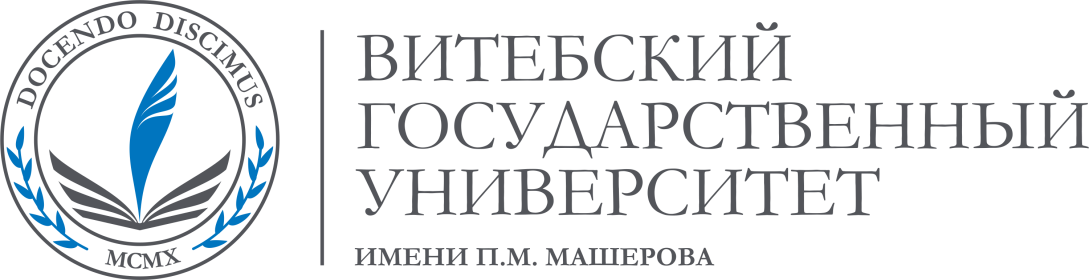 DOCENDO DISCIMUS
MCMX
ВИТЕБСКИЙ
ГОСУДАРСТВЕННЫЙ
УНИВЕРСИТЕТ
ИМЕНИ П.М. МАШЕРОВА